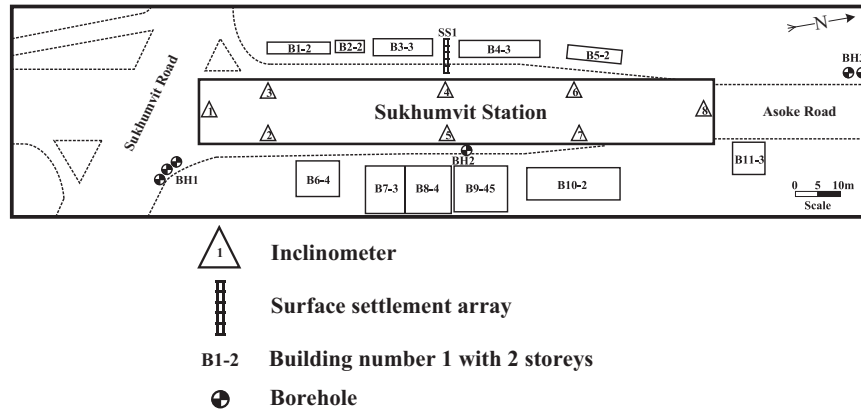 SS1
N
B1-2
B2-2
B3-3
B4-3
B5-2
Sukhumvit Road
3
4
6
1
Sukhumvit Station
8
Asoke Road
2
5
7
BH1
BH2
B6-4
B7-3
B8-4
B9-45
B10-2
B11-3
0 5 10m
Scale
1 Inclinometer
Surface settlement array
B1-2 Building number 1 with 2 storeys
Borehole